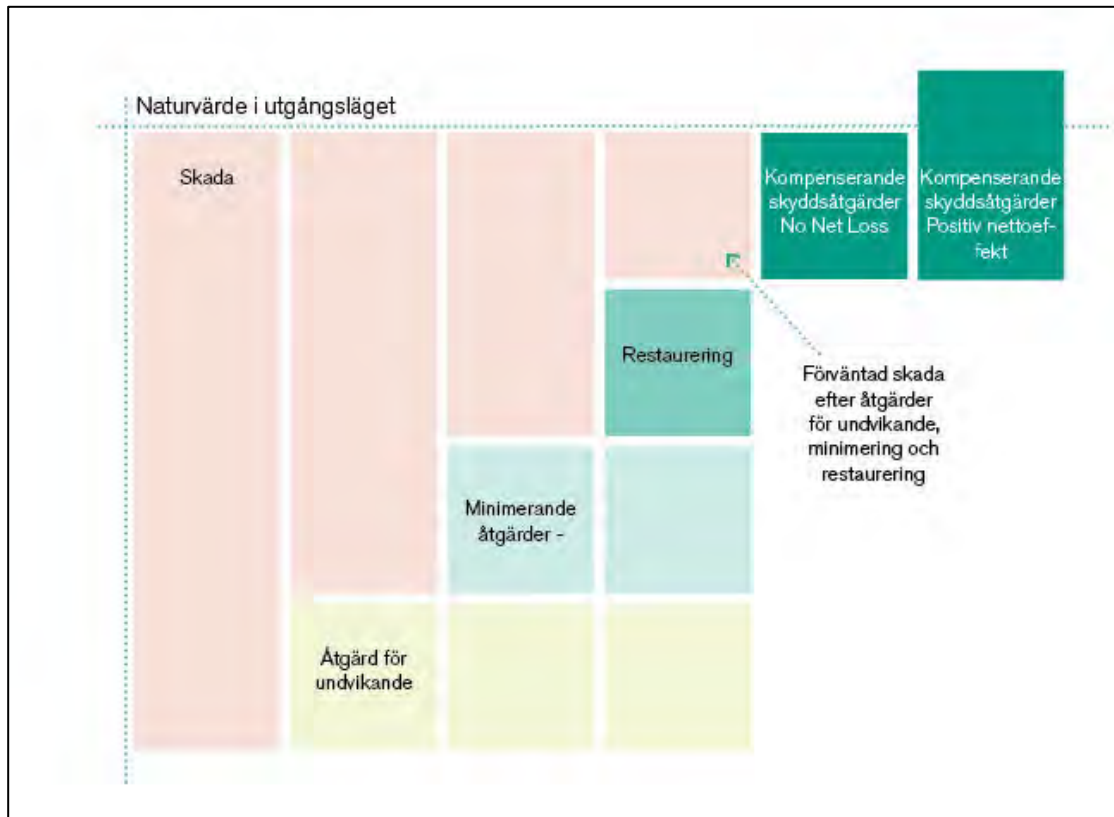 Naturvärde i utgångsläget
Skada
Kompenserande
skyddsåtgärder
No Net Loss
Kompenserande
skyddsåtgärder
Positiv nettoef-
fekt
Restaurering
Förväntad skada
efter åtgärder
för undvikande,
minimering och
restaurering
Minimerande
åtgärder -
Åtgärd för
undvikande